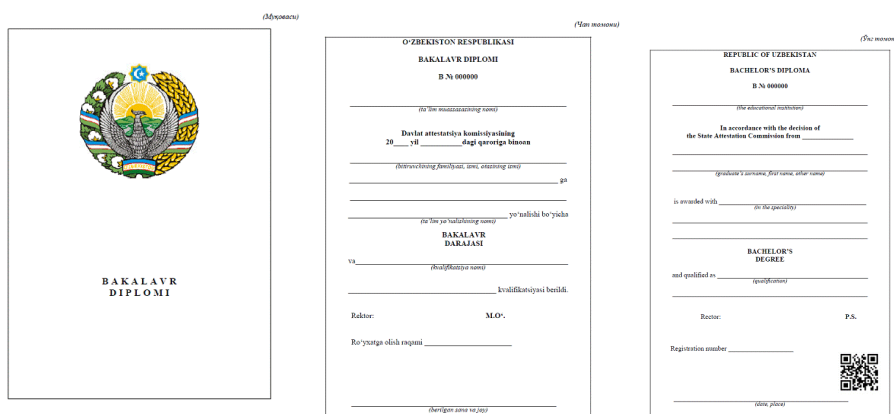 (Муқоваси)
BAKALAVR
DIPLOMI
(Чап томони)
O‘ZBEKISTON RESPUBLIKASI
BAKALAVR DIPLOMI
B № 000000
(ta’lim muassasasining nomi)
Davlat attestatsiya komissiyasining
20____ yil __________dagi qaroriga binoan
(bitiruvchining familiyasi, ismi, otasining ismi)
ga
yo‘nalishi bo‘yicha
(ta’lim yo‘nalishining nomi)
BAKALAVR
DARAJASI
va
(kvalifikatsiya nomi)
kvalifikatsiyasi berildi.
Rektor: M.O‘.
Ro‘yxatga olish raqami
(berilgan sana va joy)
(Ўнг томон
REPUBLIC OF UZBEKISTAN
BACHELOR’S DIPLOMA
B № 000000
(the educational institution)
In accordance with the decision of
the State Attestation Commission from
(graduate’s surname, first name, other name)
is awarded with
(in the speciality)
BACHELOR’S
DEGREE
and qualified as
(qualification)
Rector: P.S.
Registration number
(date, place)